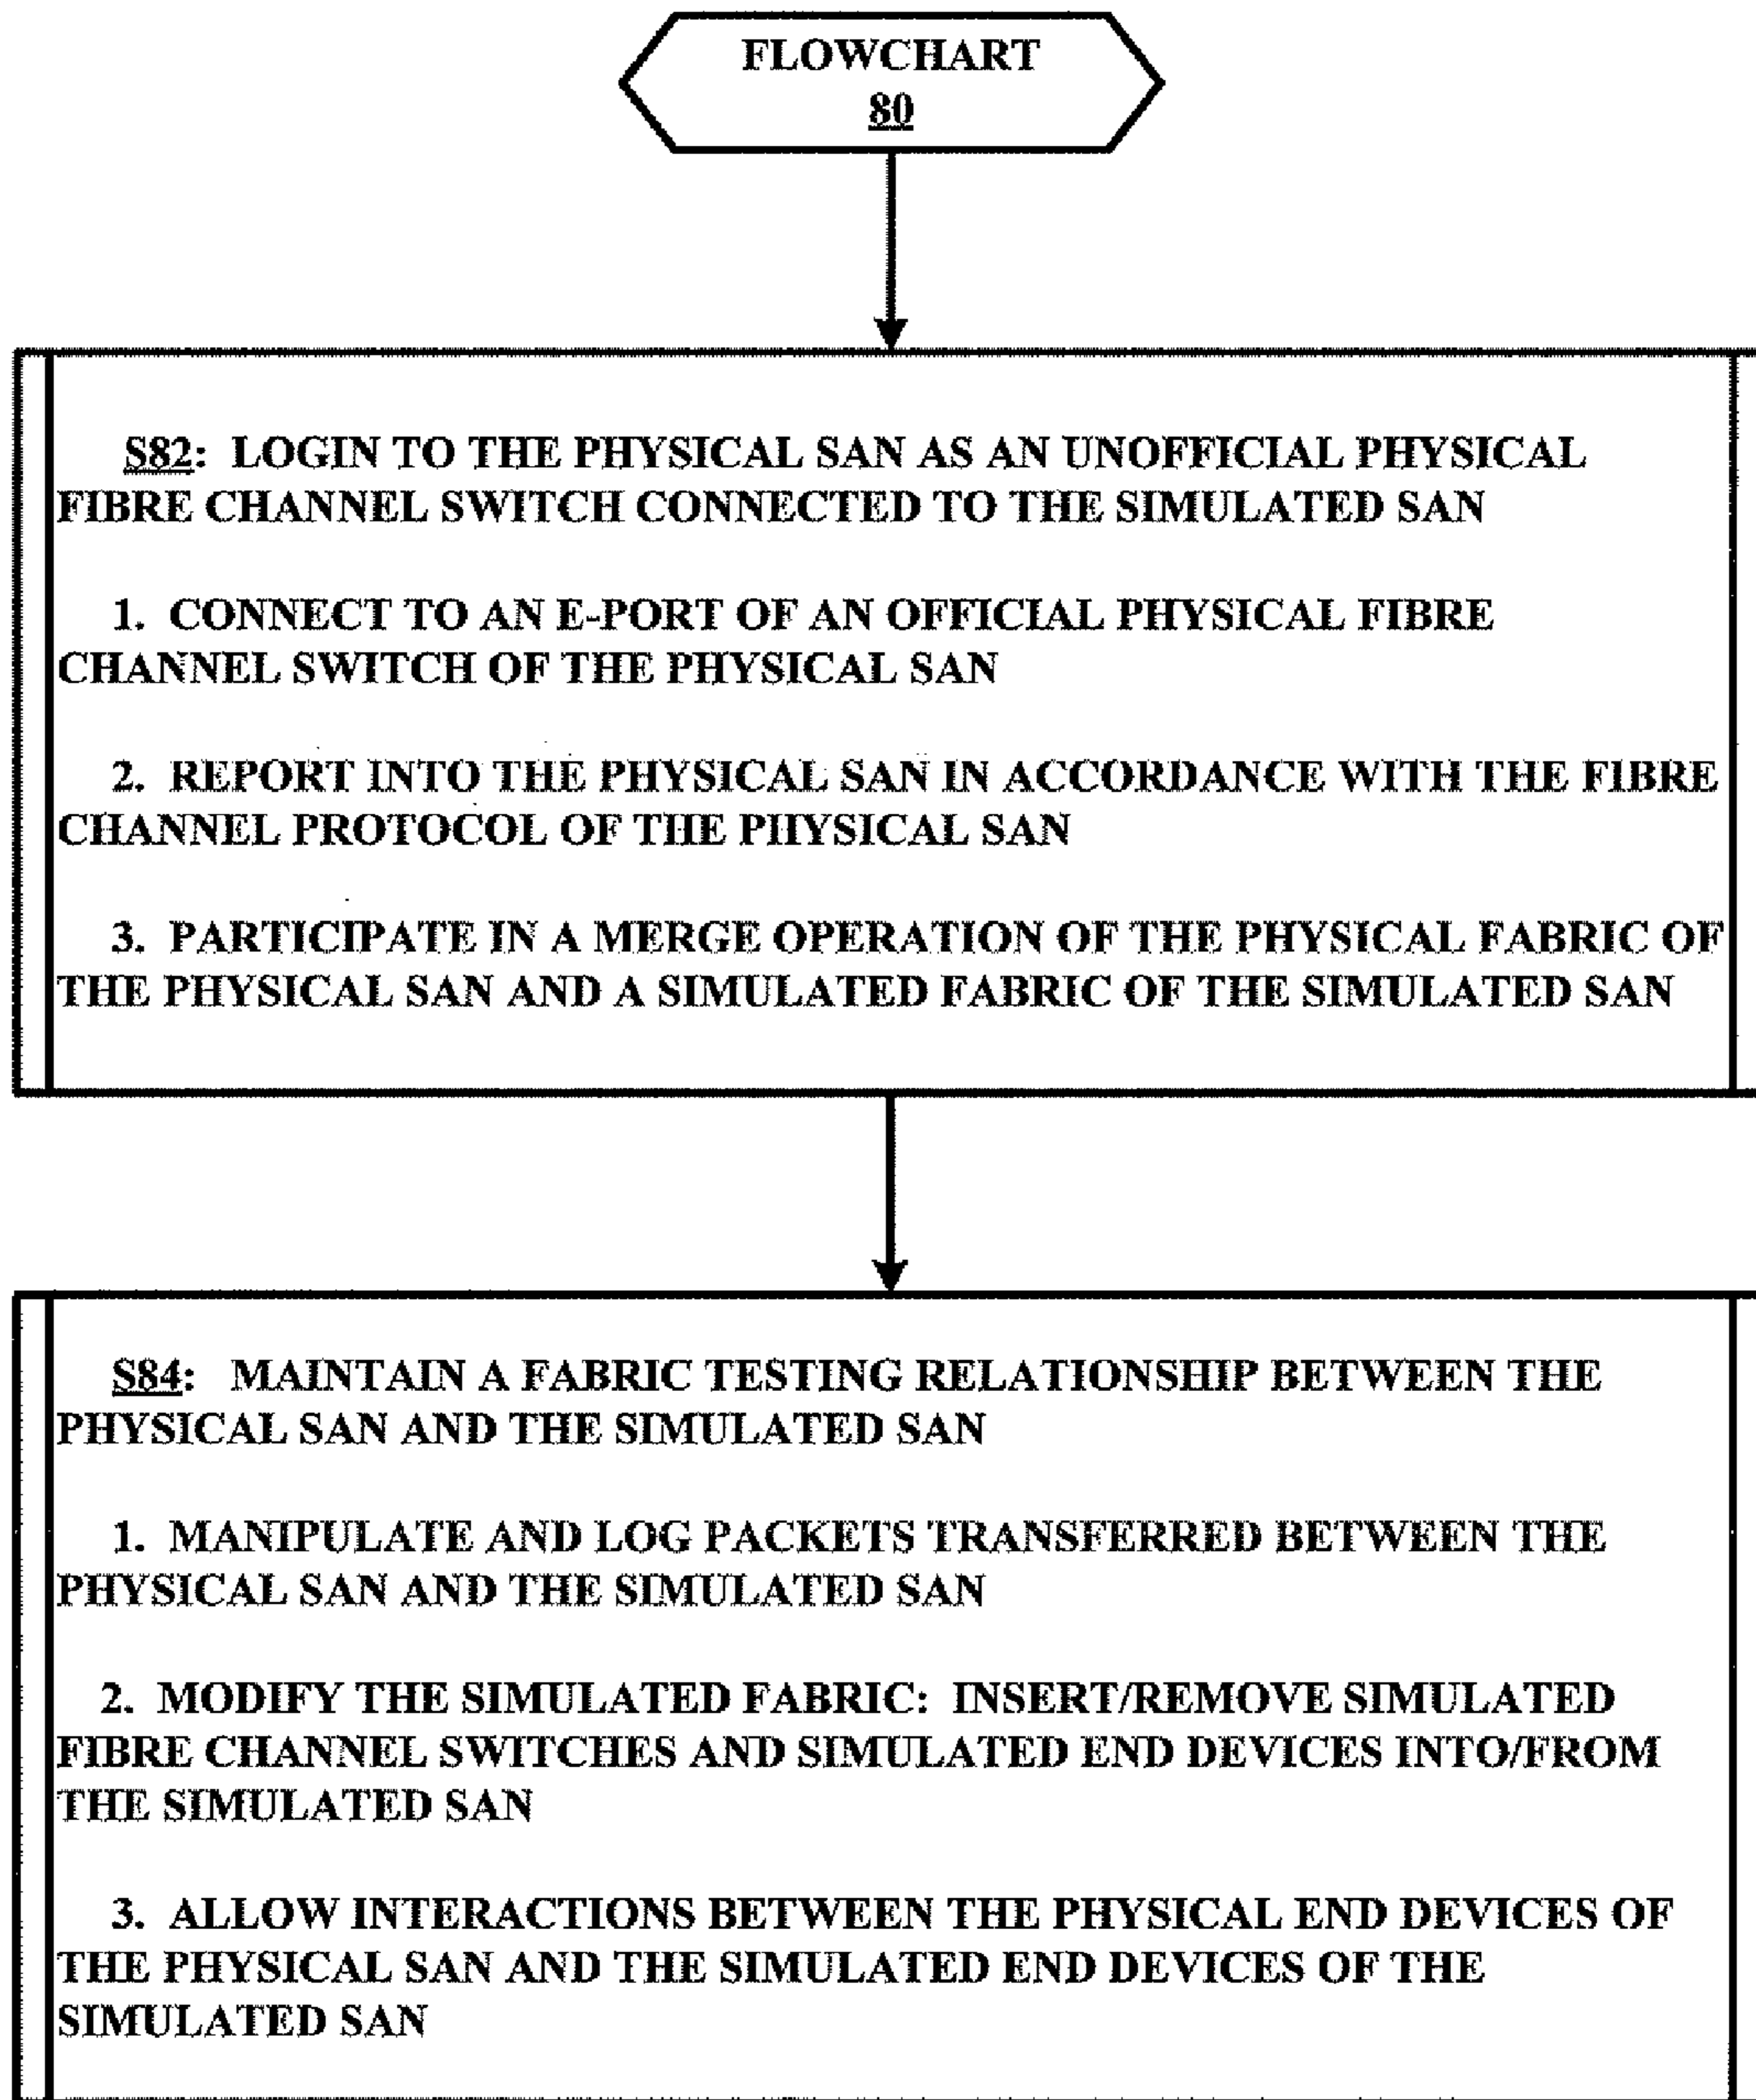 FLOWCHART
80
S82: LOGIN TO THE PHYSICAL SAN AS AN UNOFFICIAL PHYSICAL
FIBRE CHANNEL SWITCH CONNECTED TO THE SIMULATED SAN
1. CONNECT TO AN E-PORT OF AN OFFICIAL PHYSICAL FIBRE
CHANNEL SWITCH OF THE PHYSICAL SAN
2. REPORT INTO THE PHYSICAL SAN IN ACCORDANCE WITH THE FIBRE
CHANNEL PROTOCOL OF THE PHYSICAL SAN
3. PARTICIPATE IN A MERGE OPERATION OF THE PHYSICAL FABRIC OF
THE PHYSICAL SAN AND A SIMULATED FABRIC OF THE SIMULATED SAN
S84: MAINTAIN A FABRIC TESTING RELATIONSHIP BETWEEN THE
PHYSICAL SAN AND THE SIMULATED SAN
1. MANIPULATE AND LOG PACKETS TRANSFERRED BETWEEN THE
PHYSICAL SAN AND THE SIMULATED SAN
2. MODIFY THE SIMULATED FABRIC: INSERT/REMOVE SIMULATED
FIBRE CHANNEL SWITCHES AND SIMULATED END DEVICES INTO/FROM
THE SIMULATED SAN
3. ALLOW INTERACTIONS BETWEEN THE PHYSICAL END DEVICES OF
THE PHYSICAL SAN AND THE SIMULATED END DEVICES OF THE
SIMULATED SAN